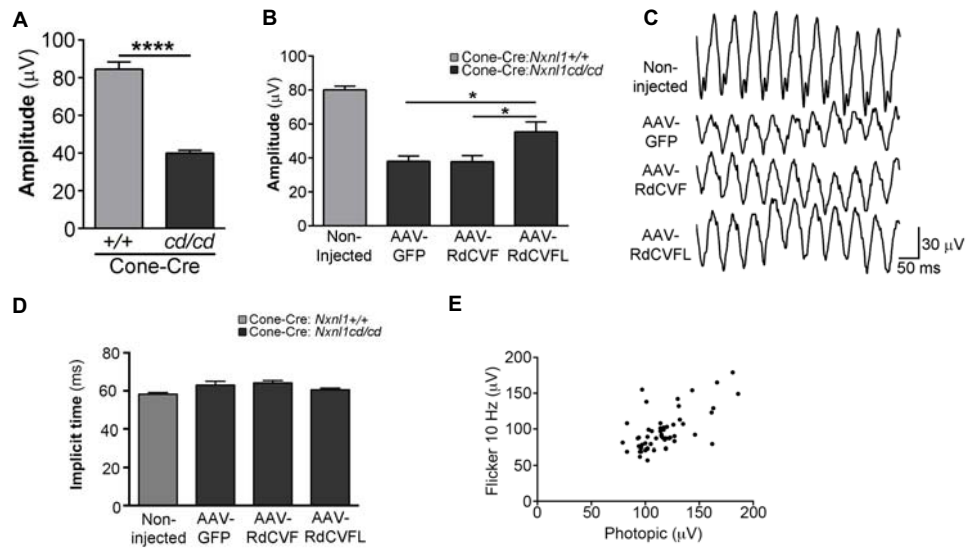 A
Amplitude (µV)
100
80
60
40
20
0
****
+/+
cd/cd
Cone-Cre
B
Cone-Cre:Nxnl1+/+
Cone-Cre:Nxnl1cd/cd
Amplitude (µV)
100
80
60
40
20
0
*
*
Non-
Injected
AAV-
GFP
AAV-
RdCVF
AAV-
RdCVFL
C
Non-
injected
AAV-
GFP
AAV-
RdCVF
AAV-
RdCVFL
30 µV
50 ms
D
Cone-Cre: Nxnl1+/+
Cone-Cre: Nxnl1cd/cd
Implicit time (ms)
80
60
40
20
0
Non-
injected
AAV-
GFP
AAV-
RdCVF
AAV-
RdCVFL
E
Flicker 10 Hz (µV)
200
150
100
50
0
0
50
100
150
200
Photopic (µV)